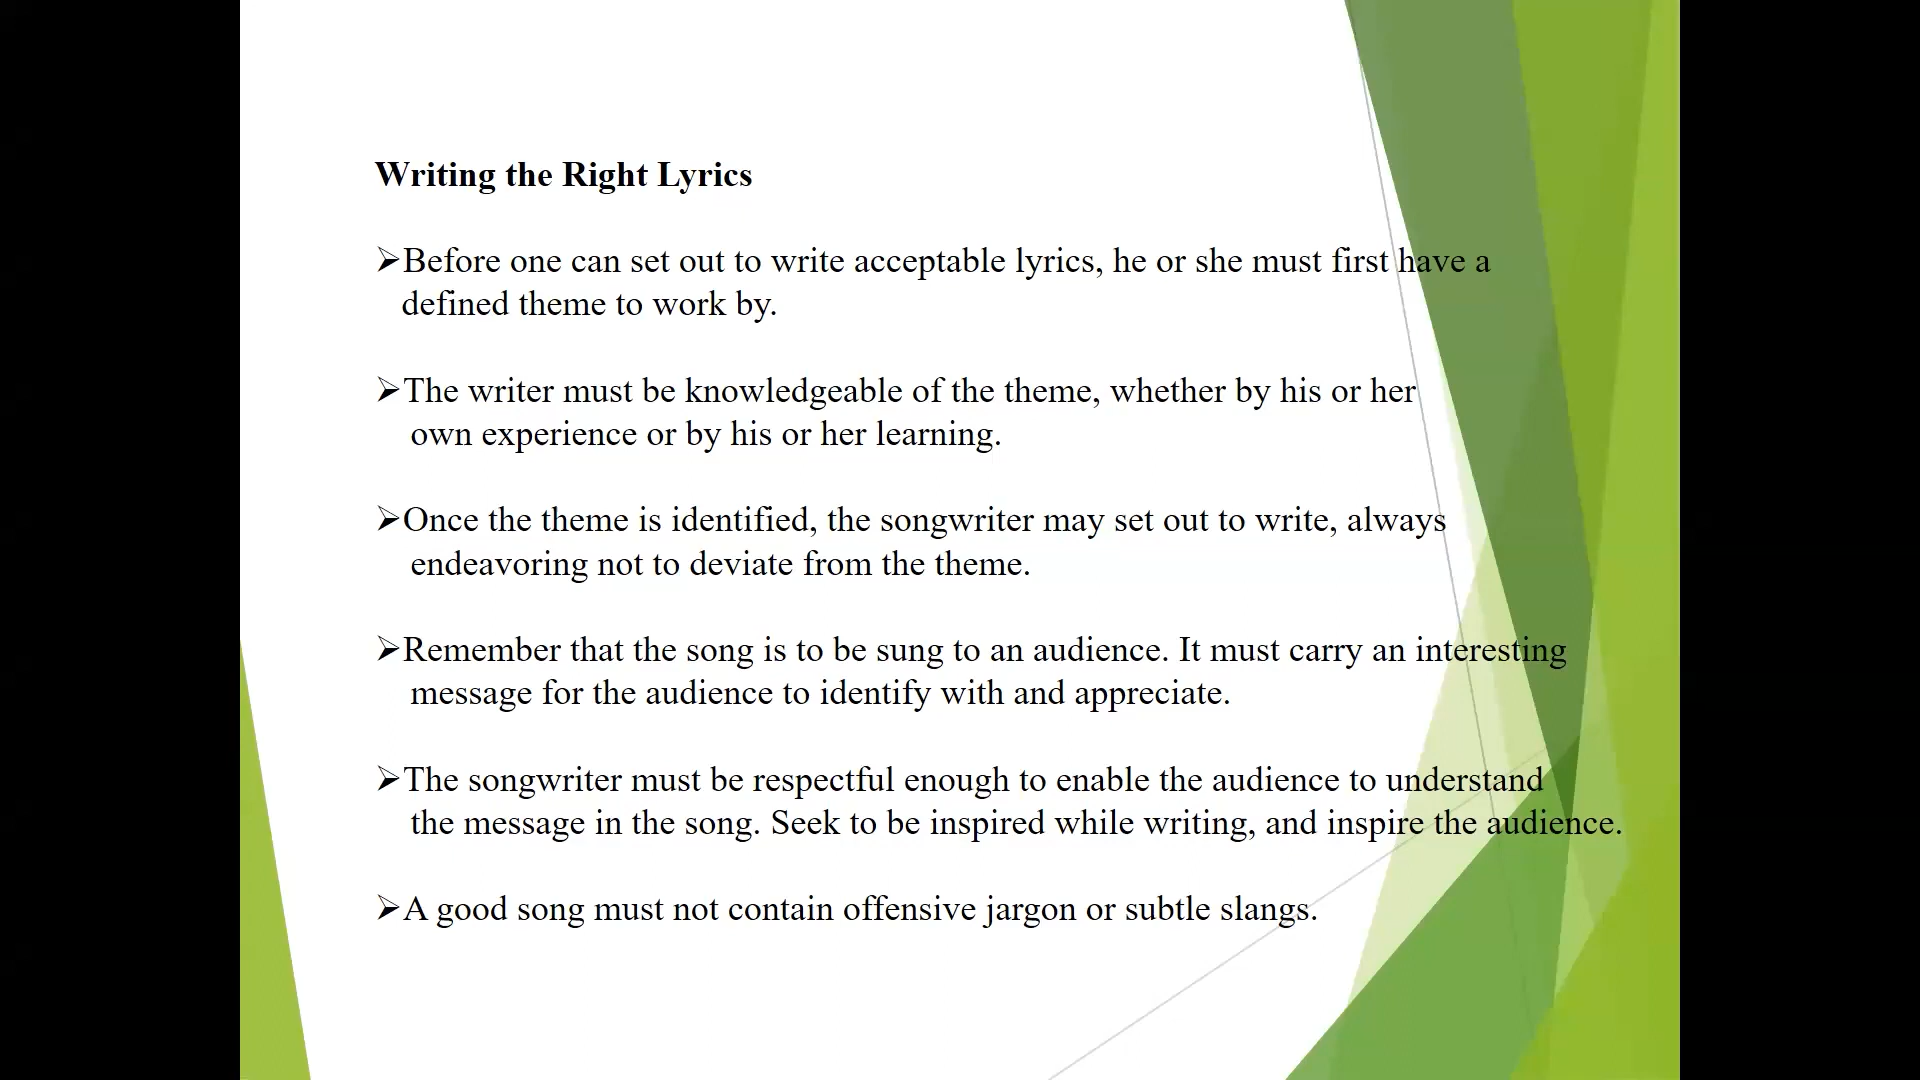 Writing the Right Lyrics
➢Before one can set out to write acceptable lyrics, he or she must first have a
defined theme to work by.
➢The writer must be knowledgeable of the theme, whether by his or her
own experience or by his or her learning.
➢Once the theme is identified, the songwriter may set out to write, always
endeavoring not to deviate from the theme.
➢Remember that the song is to be sung to an audience. It must carry an interesting
message for the audience to identify with and appreciate.
➢The songwriter must be respectful enough to enable the audience to understand
the message in the song. Seek to be inspired while writing, and inspire the audience.
➢A good song must not contain offensive jargon or subtle slangs.